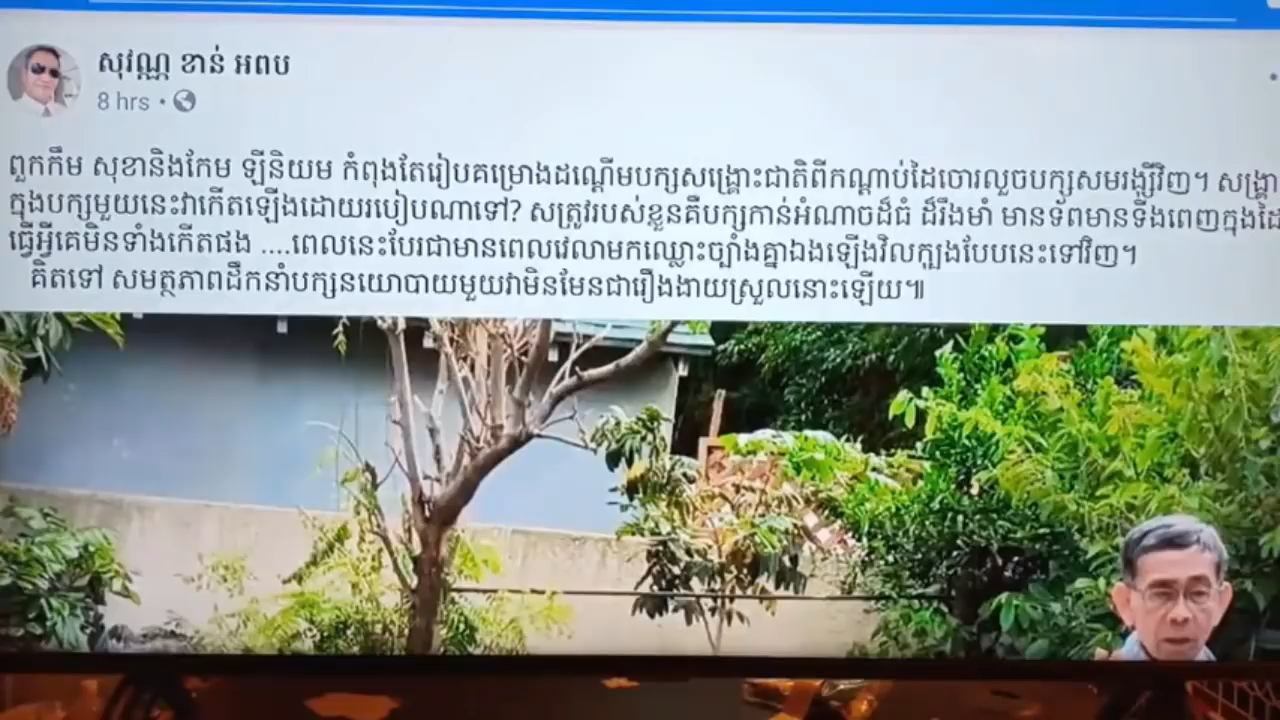 សុវណ្ណ ខាន់ អពប
8 hrs ·
ពួកកឹម សុខានិងកែម ឡីនិយម កំពុងតែរៀបគម្រោងដណ្ដើមបក្សសង្គ្រោះជាតិពីកណ្ដាប់ដៃចោរលួចបក្សសមរង្ស៊ីវិញ។ សង្គ្រា
ក្នុងបក្សមួយនេះវាកើតឡើងដោយរបៀបណាទៅ? សត្រូវរបស់ខ្លួនគឺបក្សកាន់អំណាចដ៏ធំ ដ៏រឹងមាំ មានទ័ពមានទីងពេញក្នុងដៃ
ធ្វើអ្វីគេមិនទាំងកើតផង ....ពេលនេះបែរជាមានពេលវេលាមកឈ្លោះច្បាំងគ្នាឯងឡើងវិលក្បុងបែបនេះទៅវិញ។
គិតទៅ សមត្ថភាពដឹកនាំបក្សនយោបាយមួយវាមិនមែនជារឿងងាយស្រួលនោះឡើយ៕